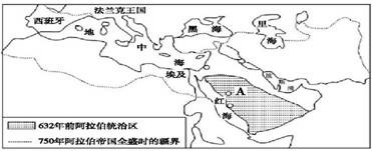 法兰克王国
西班牙
黑海
里海
地中海
埃及
A
红海
632年前阿拉伯统治区
750年阿拉伯帝国全盛时的疆界